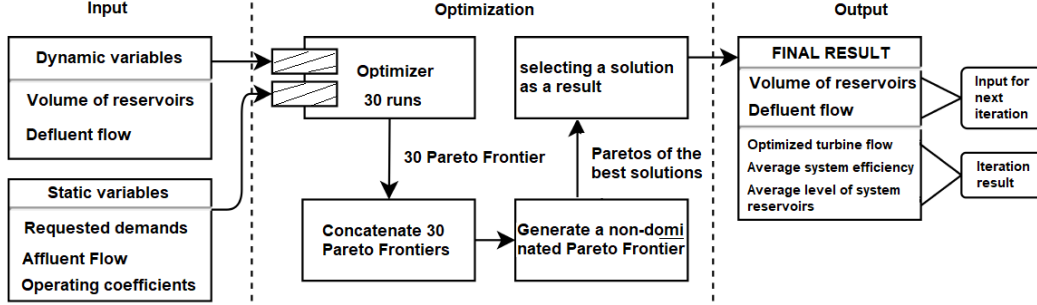 Input
Optimization
Output
Dynamic variables
Volume of reservoirs
Defluent flow
Static variables
Requested demands
Affluent Flow
Operating coefficients
Optimizer
30 runs
30 Pareto Frontier
Concatenate 30
Pareto Frontiers
Generate a non-domi
nated Pareto Frontier
Paretos of the
best solutions
selecting a solution
as a result
FINAL RESULT
Volume of reservoirs
Defluent flow
Optimized turbine flow
Average system efficiency
Average level of system
reservoirs
Input for
next
iteration
Iteration
result